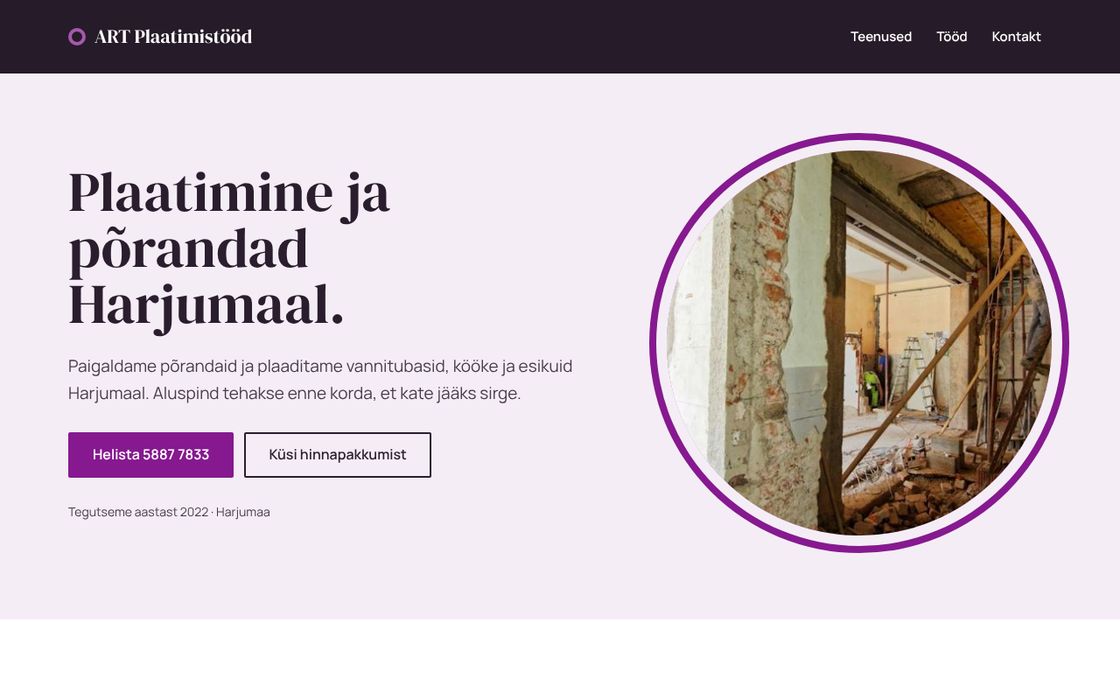 ART Plaatimistööd
Teenused Tööd Kontakt
Plaatimine ja
põrandad
Harjumaal.
Paigaldame põrandaid ja plaadime vannitubasid, kööke ja esikuid
Harjumaal. Aluspind tehakse enne korda, et kate jääks sirge.
Helista 5887 7833
Küsi hinnapakkumist
Tegutseme aastast 2022 · Harjumaa